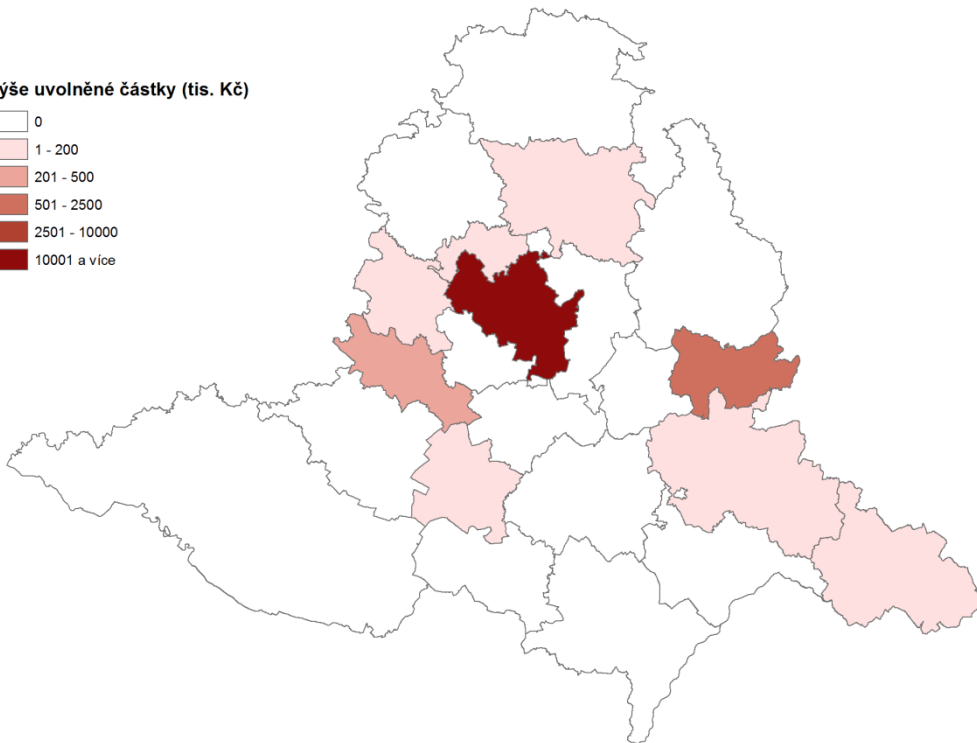 ýše uvolněné částky (tis. Kč)
0
1 - 200
201 - 500
501 - 2500
2501 - 10000
10001 a více